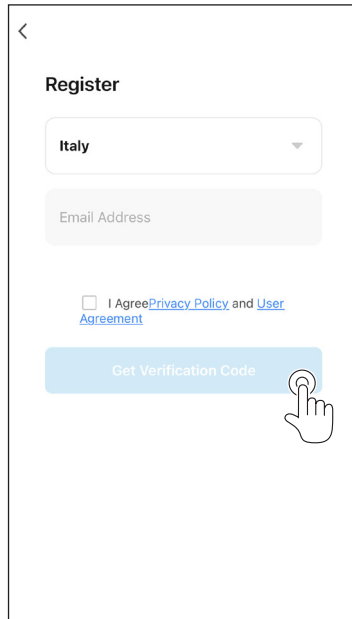 Register
Italy
Email Address
I AgreePrivacy Policy and User
Agreement
Get Verification Code